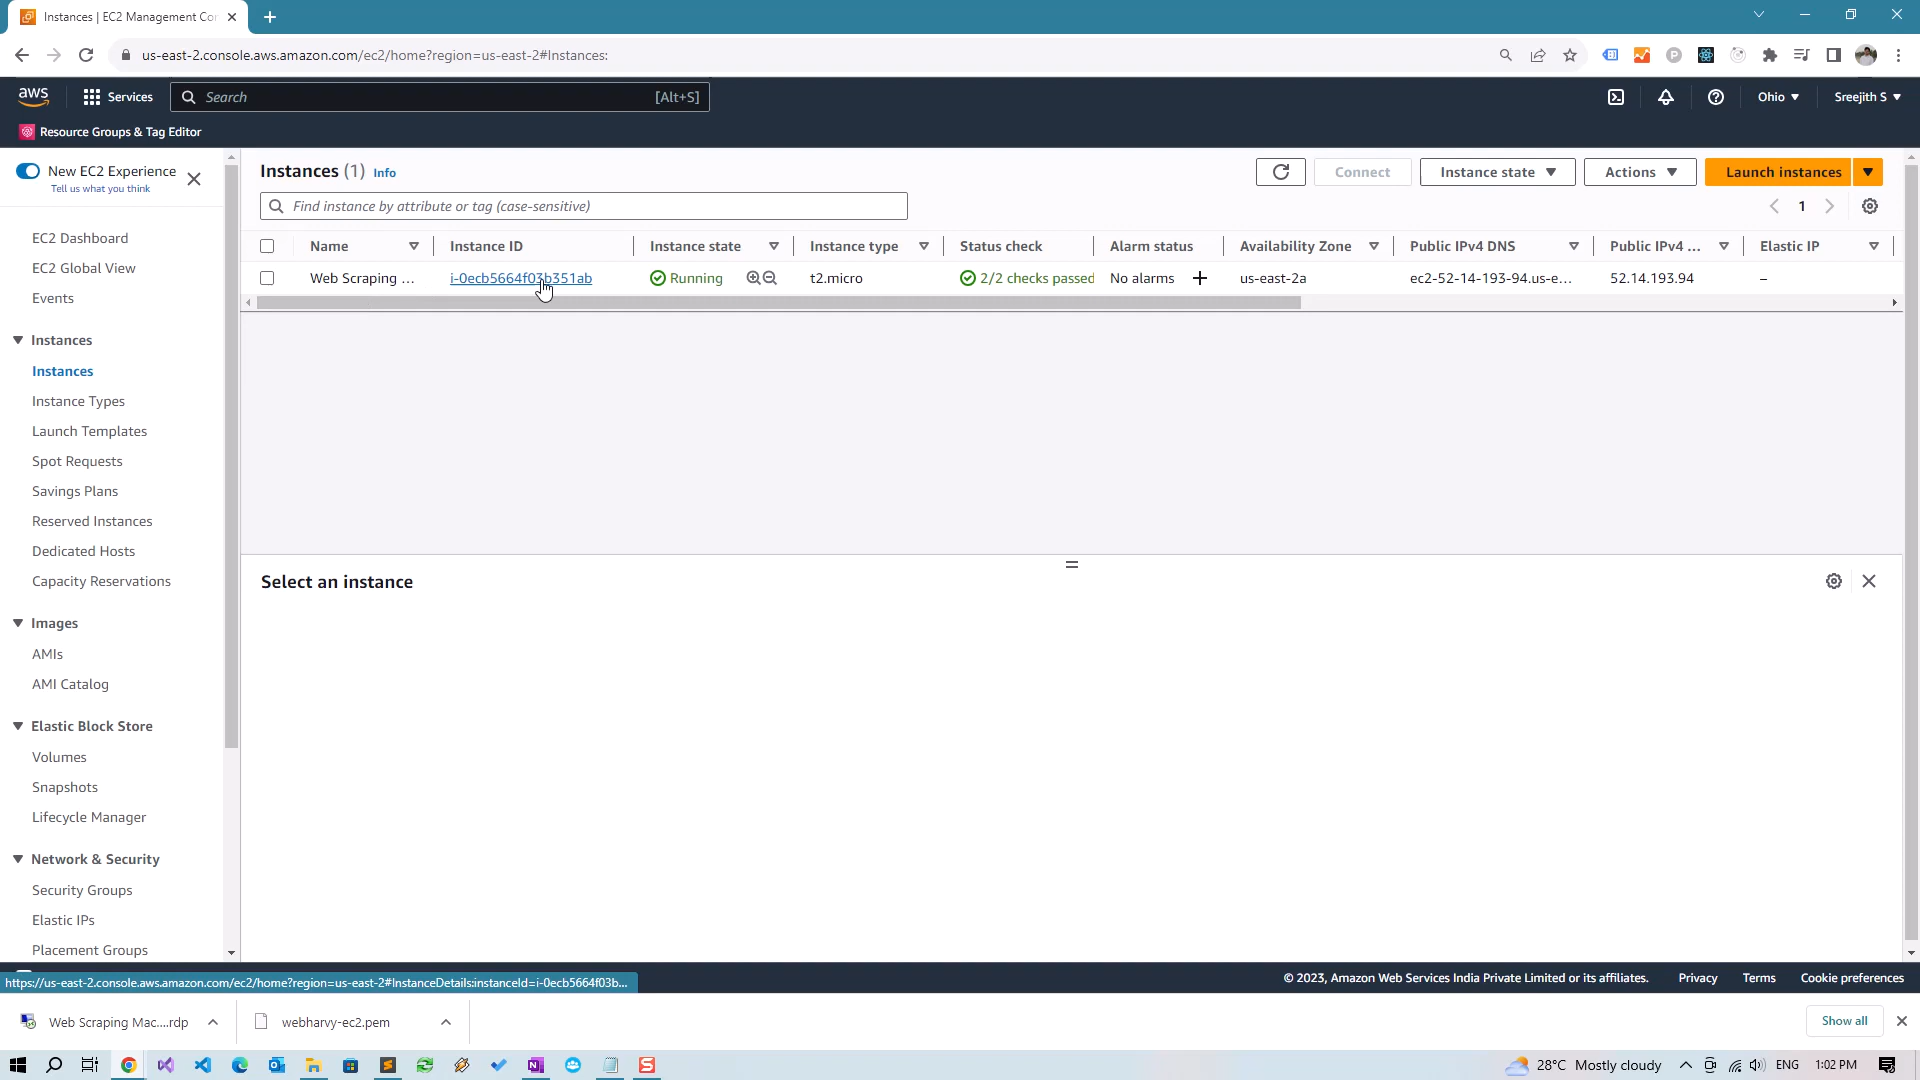 Instances | EC2 Management Con
us-east-2.console.aws.amazon.com/ec2/home?region=us-east-2#Instances:
aws
Services
Search
[Alt+S]
Ohio
Sreejith S
Resource Groups & Tag Editor
New EC2 Experience
Tell us what you think
EC2 Dashboard
EC2 Global View
Events
Instances
Instances
Instance Types
Launch Templates
Spot Requests
Savings Plans
Reserved Instances
Dedicated Hosts
Capacity Reservations
Images
AMIs
AMI Catalog
Elastic Block Store
Volumes
Snapshots
Lifecycle Manager
Network & Security
Security Groups
Elastic IPs
Placement Groups
Instances (1) Info
Connect
Instance state
Actions
Launch instances
Find instance by attribute or tag (case-sensitive)
1
Name Instance ID Instance state Instance type Status check Alarm status Availability Zone Public IPv4 DNS Public IPv4 ... Elastic IP
Web Scraping ... i-0ecb5664f03b351ab Running t2.micro 2/2 checks passed No alarms + us-east-2a ec2-52-14-193-94.us-e... 52.14.193.94 –
Select an instance
https://us-east-2.console.aws.amazon.com/ec2/home?region=us-east-2#InstanceDetails:instanceId=i-0ecb5664f03b...
© 2023, Amazon Web Services India Private Limited or its affiliates.
Privacy
Terms
Cookie preferences
Web Scraping Mac....rdp
webharvy-ec2.pem
Show all
28°C Mostly cloudy
ENG
1:02 PM